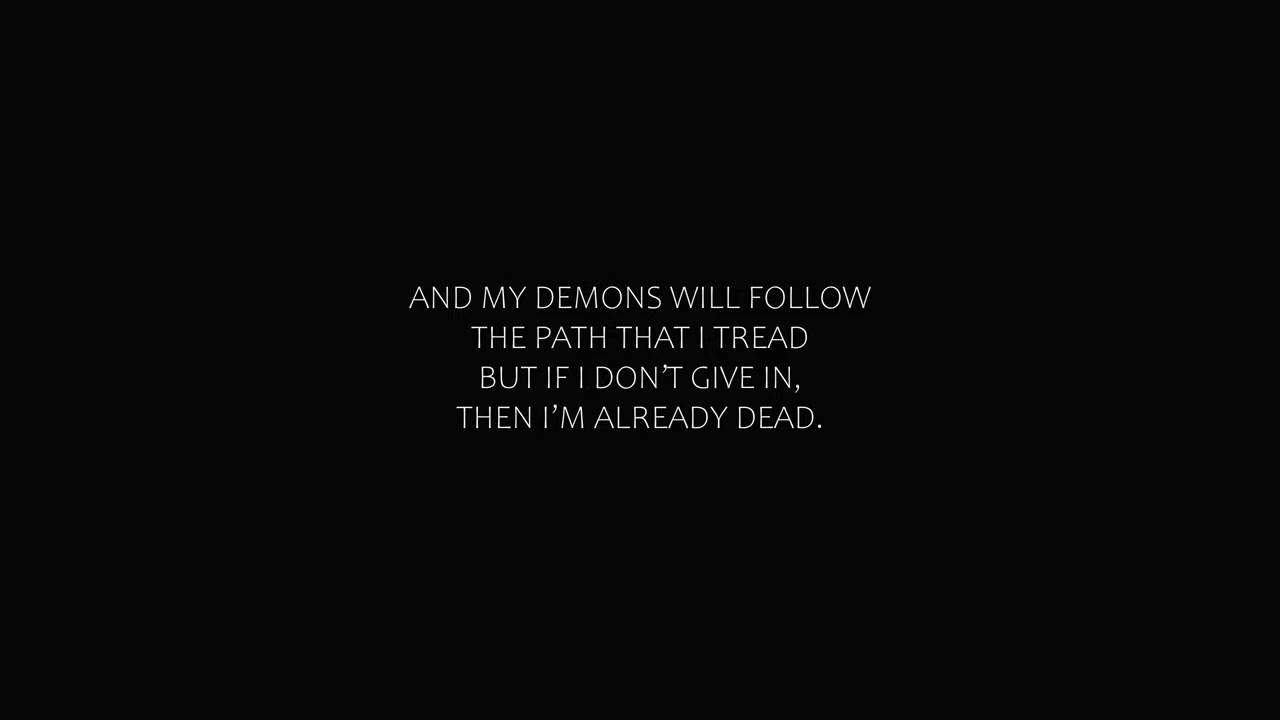 AND MY DEMONS WILL FOLLOW
THE PATH THAT I TREAD
BUT IF I DON’T GIVE IN,
THEN I’M ALREADY DEAD.